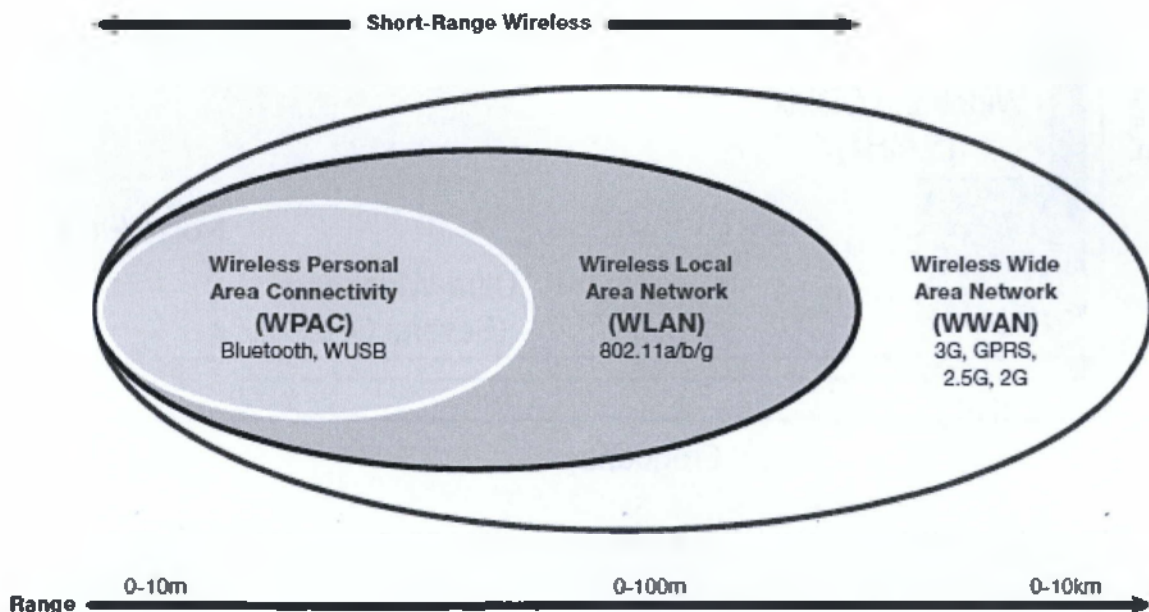 Short-Range Wireless
Wireless Personal
Area Connectivity
(WPAC)
Bluetooth, WUSB
Wireless Local
Area Network
(WLAN)
802.11a/b/g
Wireless Wide
Area Network
(WWAN)
3G, GPRS,
2.5G, 2G
0-10m
0-100m
0-10km
Range